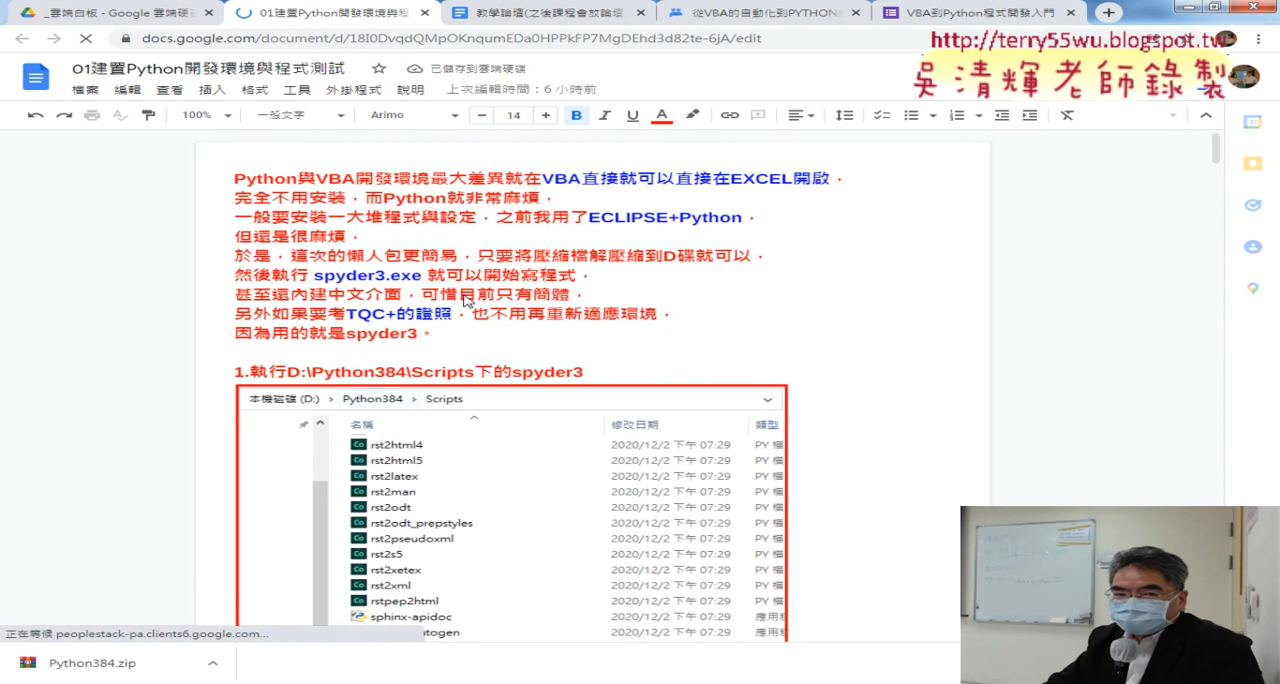 _雲端白板 - Google 雲端硬
01建置Python開發環境與程
教學論壇(之後課程會放論壇
從VBA的自動化到PYTHON
VBA到Python程式開發入門
docs.google.com/document/d/18I0DvqdQMpOKnqumEDa0HPPkFP7MgDEhd3d82te-6jA/edit
http://terry55wu.blogspot.tw
吳清輝老師錄製
01建置Python開發環境與程式測試
已儲存到雲端硬碟
檔案 編輯 查看 插入 格式 工具 外掛程式 說明 上次編輯時間：6 小時前
100% 一般文字 Arimo 14 B I U A
Python與VBA開發環境最大差異就在VBA直接就可以直接在EXCEL開啟，
完全不用安裝，而Python就非常麻煩，
一般要安裝一大堆程式與設定，之前我用了ECLIPSE+Python，
但還是很麻煩，
於是，這次的懶人包更簡易，只要將壓縮檔解壓縮到D碟就可以，
然後執行 spyder3.exe 就可以開始寫程式，
甚至還內建中文介面，可惜目前只有簡體，
另外如果要考TQC+的證照，也不用再重新適應環境，
因為用的就是spyder3。
1.執行D:\Python384\Scripts下的spyder3
本機磁碟 (D:) › Python384 › Scripts
名稱 修改日期 類型
rst2html4 2020/12/2 下午 07:29 PY 檔
rst2html5 2020/12/2 下午 07:29 PY 檔
rst2latex 2020/12/2 下午 07:29 PY 檔
rst2man 2020/12/2 下午 07:29 PY 檔
rst2odt 2020/12/2 下午 07:29 PY 檔
rst2odt_prepstyles 2020/12/2 下午 07:29 PY 檔
rst2pseudoxml 2020/12/2 下午 07:29 PY 檔
rst2s5 2020/12/2 下午 07:29 PY 檔
rst2xetex 2020/12/2 下午 07:29 PY 檔
rst2xml 2020/12/2 下午 07:29 PY 檔
rstpep2html 2020/12/2 下午 07:29 PY 檔
sphinx-apidoc 2020/12/2 下午 07:29 應用程
togen 2020/12/2 下午 07:29 應用程
正在等候 peoplestack-pa.clients6.google.com...
Python384.zip